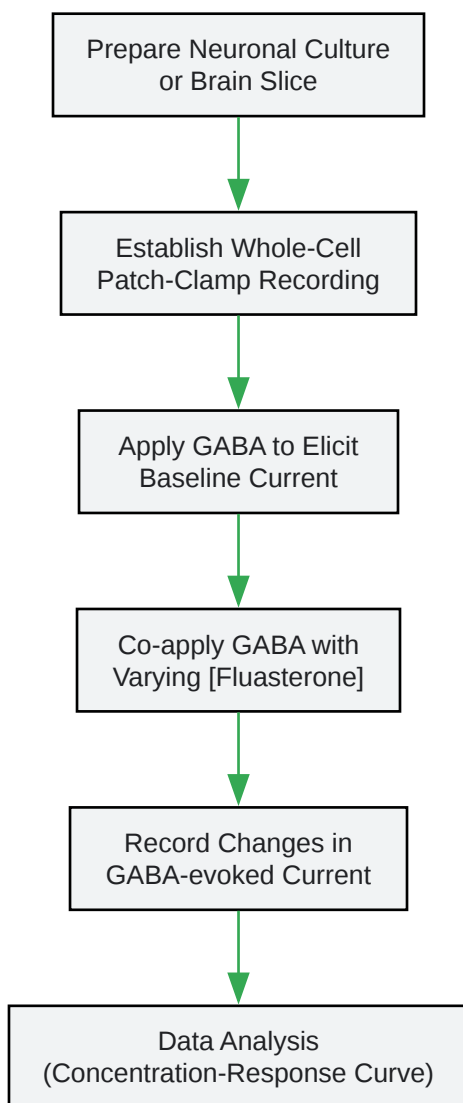 Prepare Neuronal Culture
or Brain Slice
Establish Whole-Cell
Patch-Clamp Recording
Apply GABA to Elicit
Baseline Current
Co-apply GABA with
Varying [Fluasterone]
Record Changes in
GABA-evoked Current
Data Analysis
(Concentration-Response Curve)